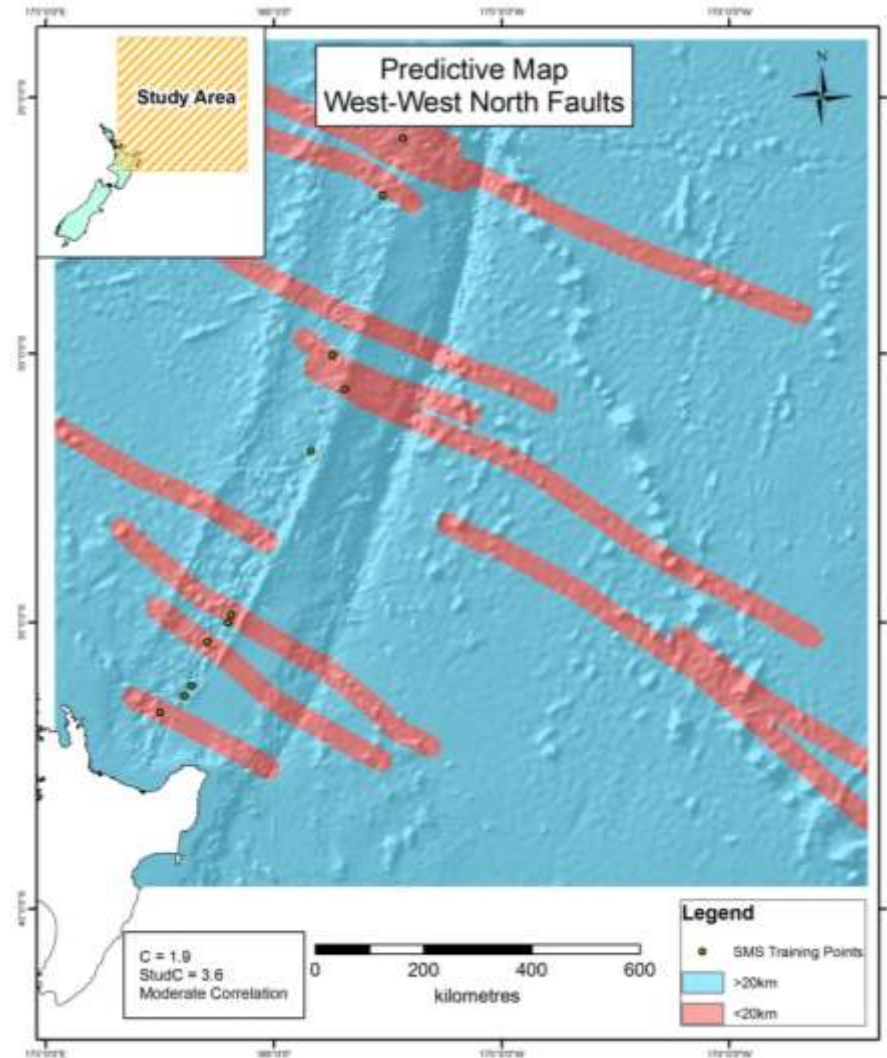 Study Area
Predictive Map
West-West North Faults
N
C = 1.9
StudC = 3.6
Moderate Correlation
0 200 400 600
kilometres
Legend
SMS Training Points
>20km
<20km